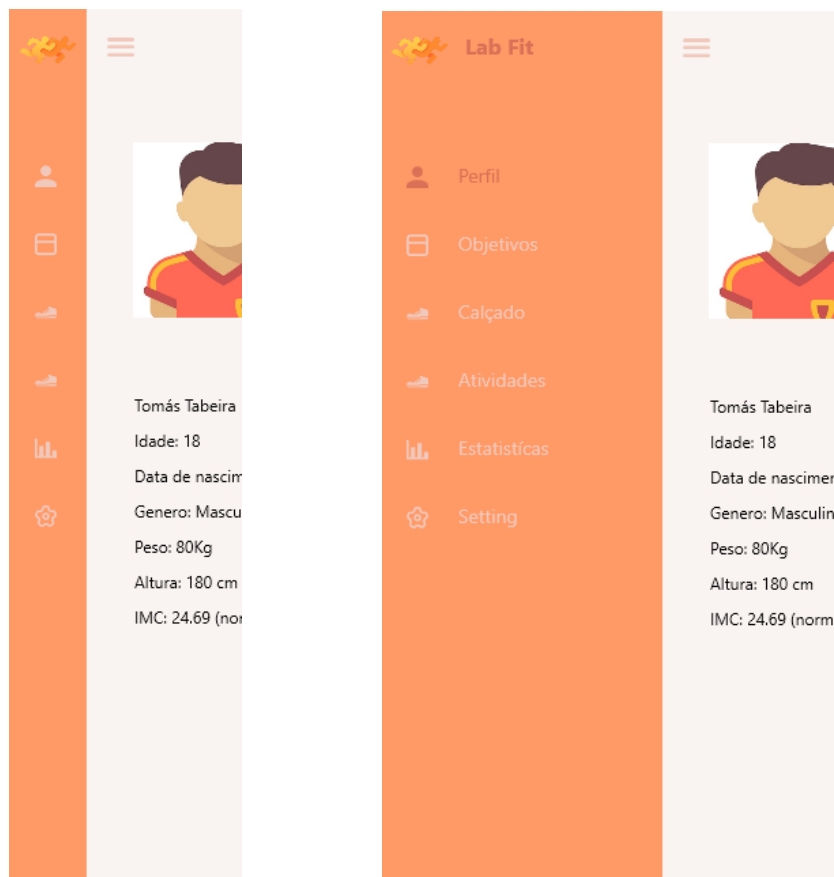 Tomás Tabeira
Idade: 18
Data de nascim
Genero: Mascu
Peso: 80Kg
Altura: 180 cm
IMC: 24.69 (nor
Lab Fit
Perfil
Objetivos
Calçado
Atividades
Estatistícas
Setting
Tomás Tabeira
Idade: 18
Data de nascimer
Genero: Masculin
Peso: 80Kg
Altura: 180 cm
IMC: 24.69 (norm